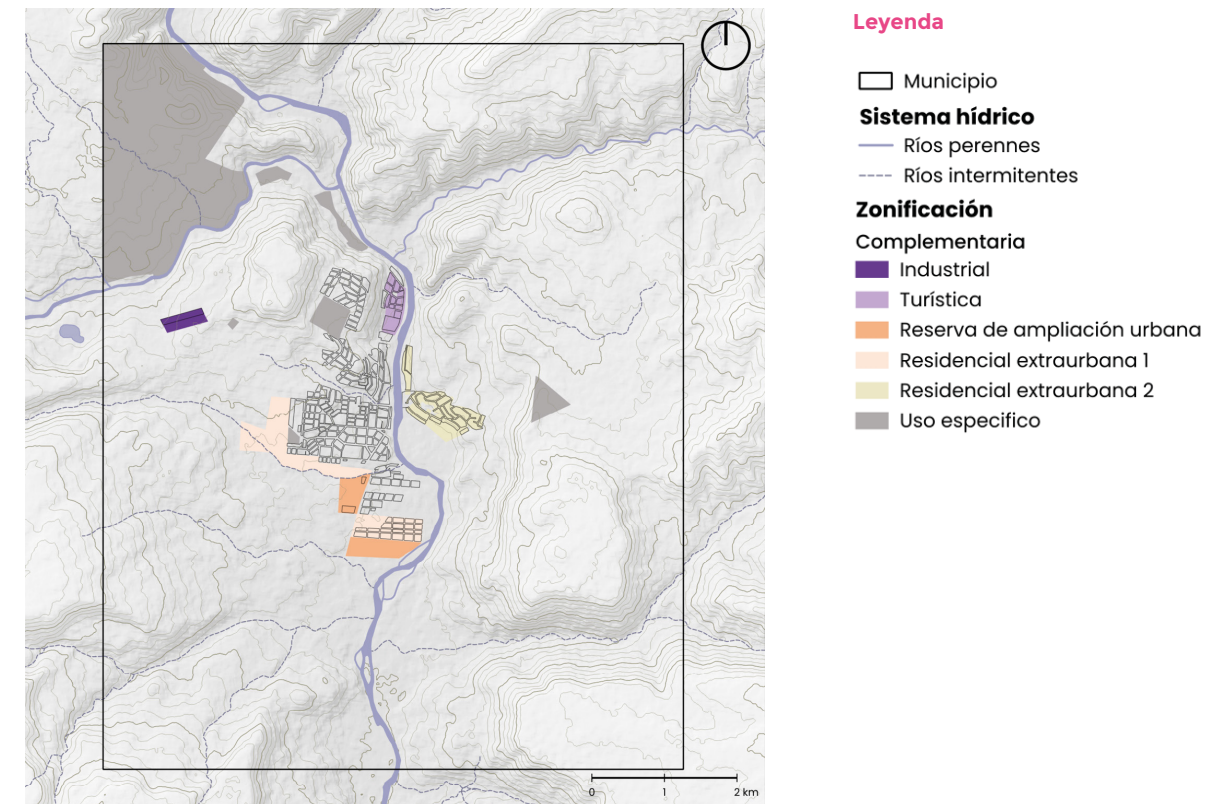 Leyenda
Municipio
Sistema hídrico
Ríos perennes
Ríos intermitentes
Zonificación
Complementaria
Industrial
Turística
Reserva de ampliación urbana
Residencial extraurbana 1
Residencial extraurbana 2
Uso especifico
0 1 2 km